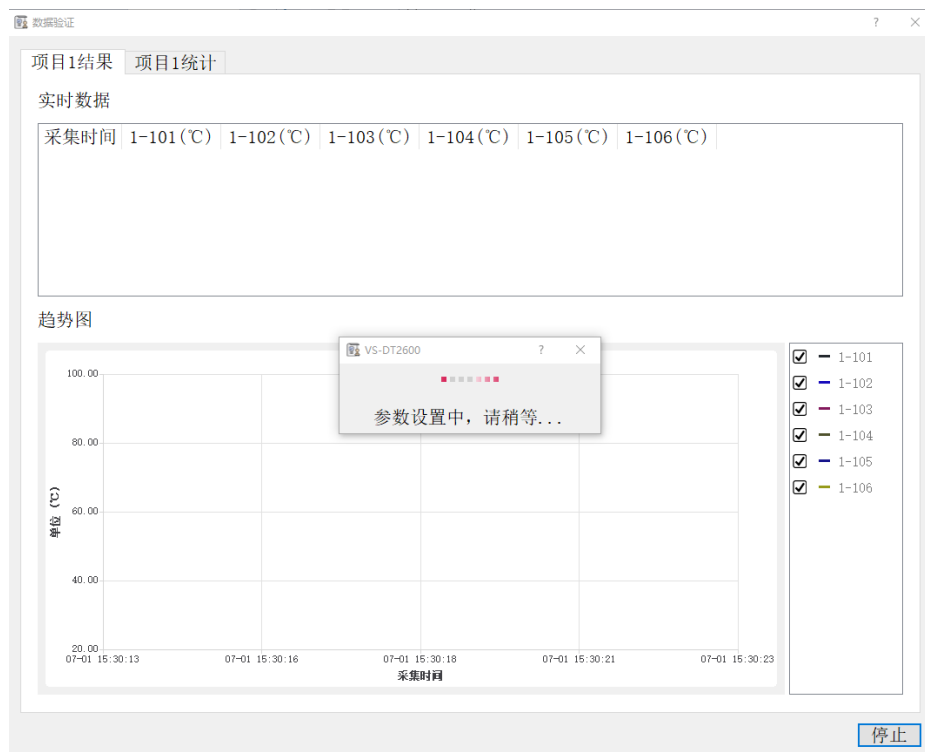 数据验证
项目1结果 项目1统计
实时数据
采集时间 1-101(℃) 1-102(℃) 1-103(℃) 1-104(℃) 1-105(℃) 1-106(℃)
趋势图
VS-DT2600
参数设置中，请稍等...
100.00
80.00
60.00
40.00
20.00
单位 (℃)
07-01 15:30:13 07-01 15:30:16 07-01 15:30:18 07-01 15:30:21 07-01 15:30:23
采集时间
1-101
1-102
1-103
1-104
1-105
1-106
停止